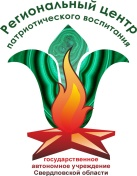 Региональный центр
патриотического воспитания
государственное
автономное учреждение
Свердловской области